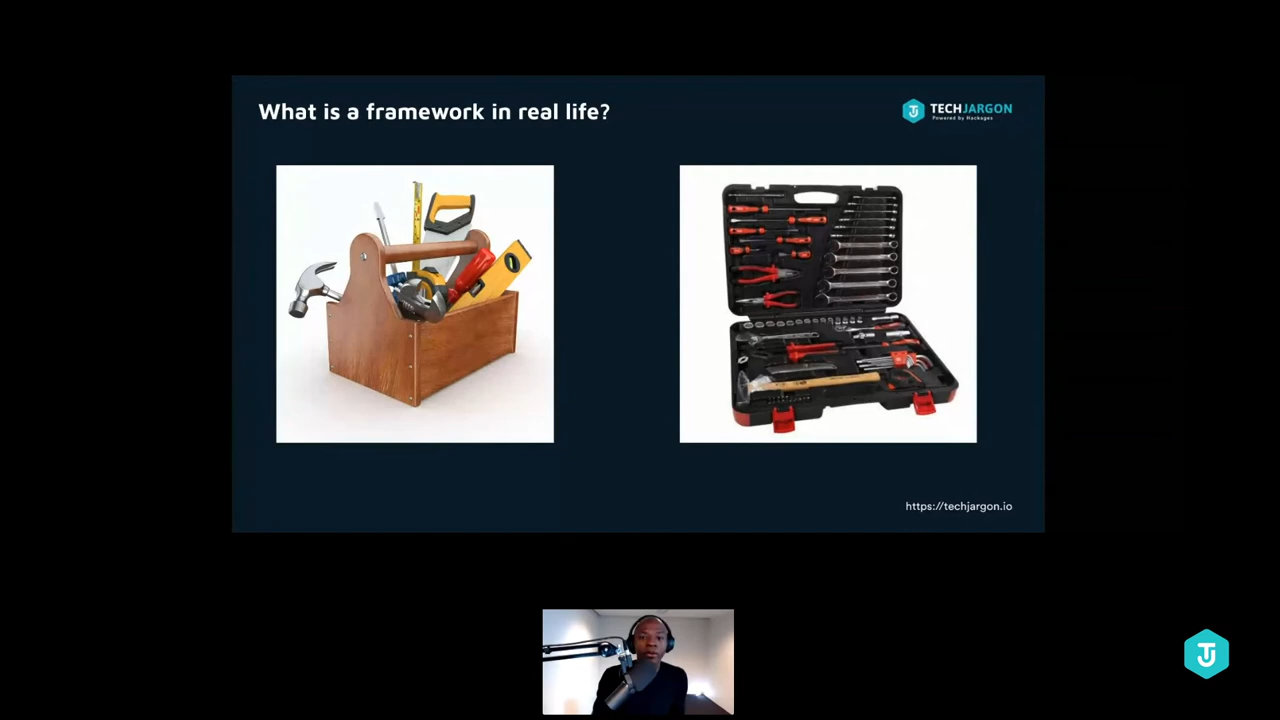 What is a framework in real life?
TECHJARGON
Powered by Hackages
https://techjargon.io